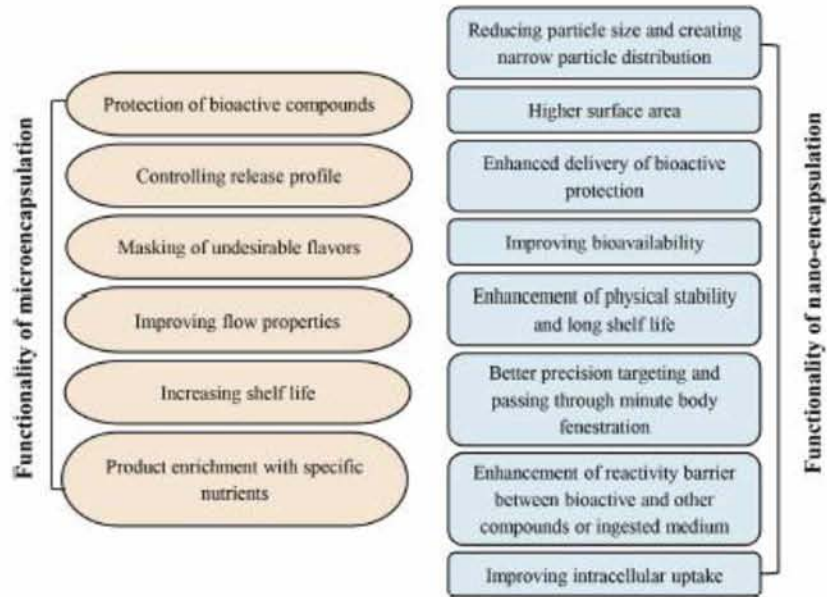 Functionality of microencapsulation
Protection of bioactive compounds
Controlling release profile
Masking of undesirable flavors
Improving flow properties
Increasing shelf life
Product enrichment with specific
nutrients
Reducing particle size and creating
narrow particle distribution
Higher surface area
Enhanced delivery of bioactive
protection
Improving bioavailability
Enhancement of physical stability
and long shelf life
Better precision targeting and
passing through minute body
fenestration
Enhancement of reactivity barrier
between bioactive and other
compounds or ingested medium
Improving intracellular uptake
Functionality of nano-encapsulation